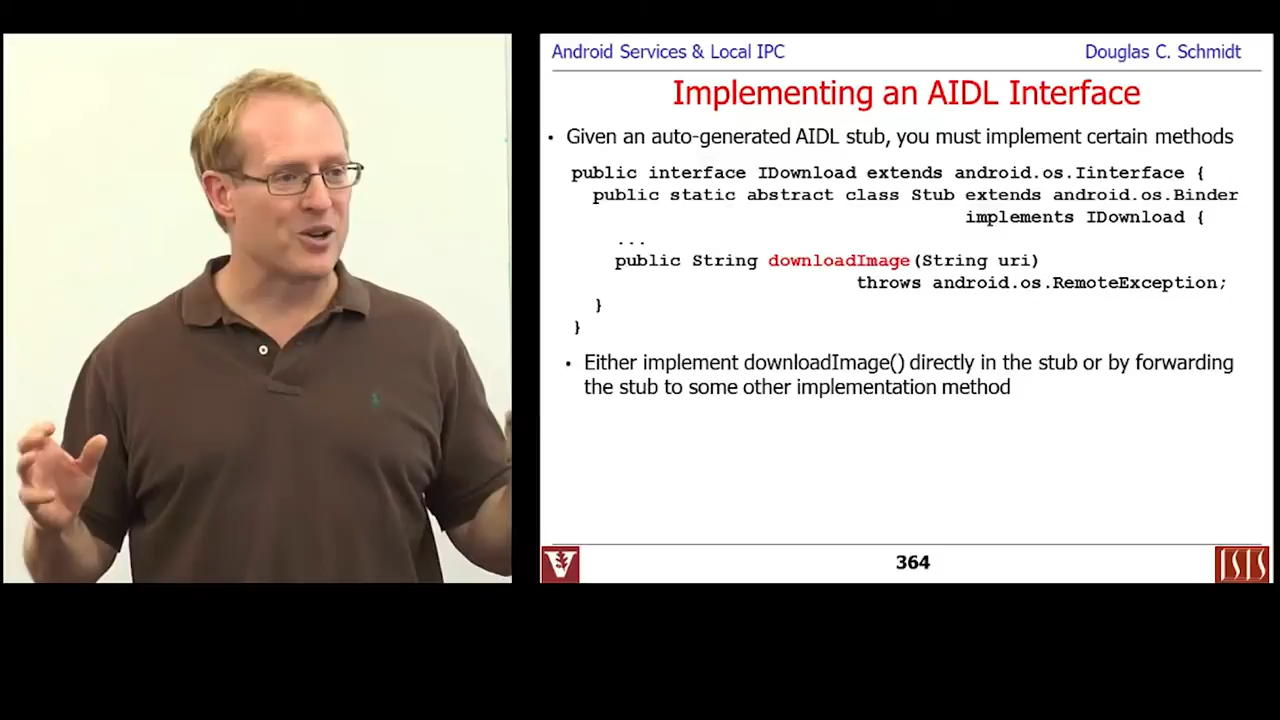 Android Services & Local IPC
Douglas C. Schmidt
Implementing an AIDL Interface
• Given an auto-generated AIDL stub, you must implement certain methods
public interface IDownload extends android.os.Iinterface {
public static abstract class Stub extends android.os.Binder
implements IDownload {
...
public String downloadImage(String uri)
throws android.os.RemoteException;
}
}
• Either implement downloadImage() directly in the stub or by forwarding
the stub to some other implementation method
V
364
ISIS